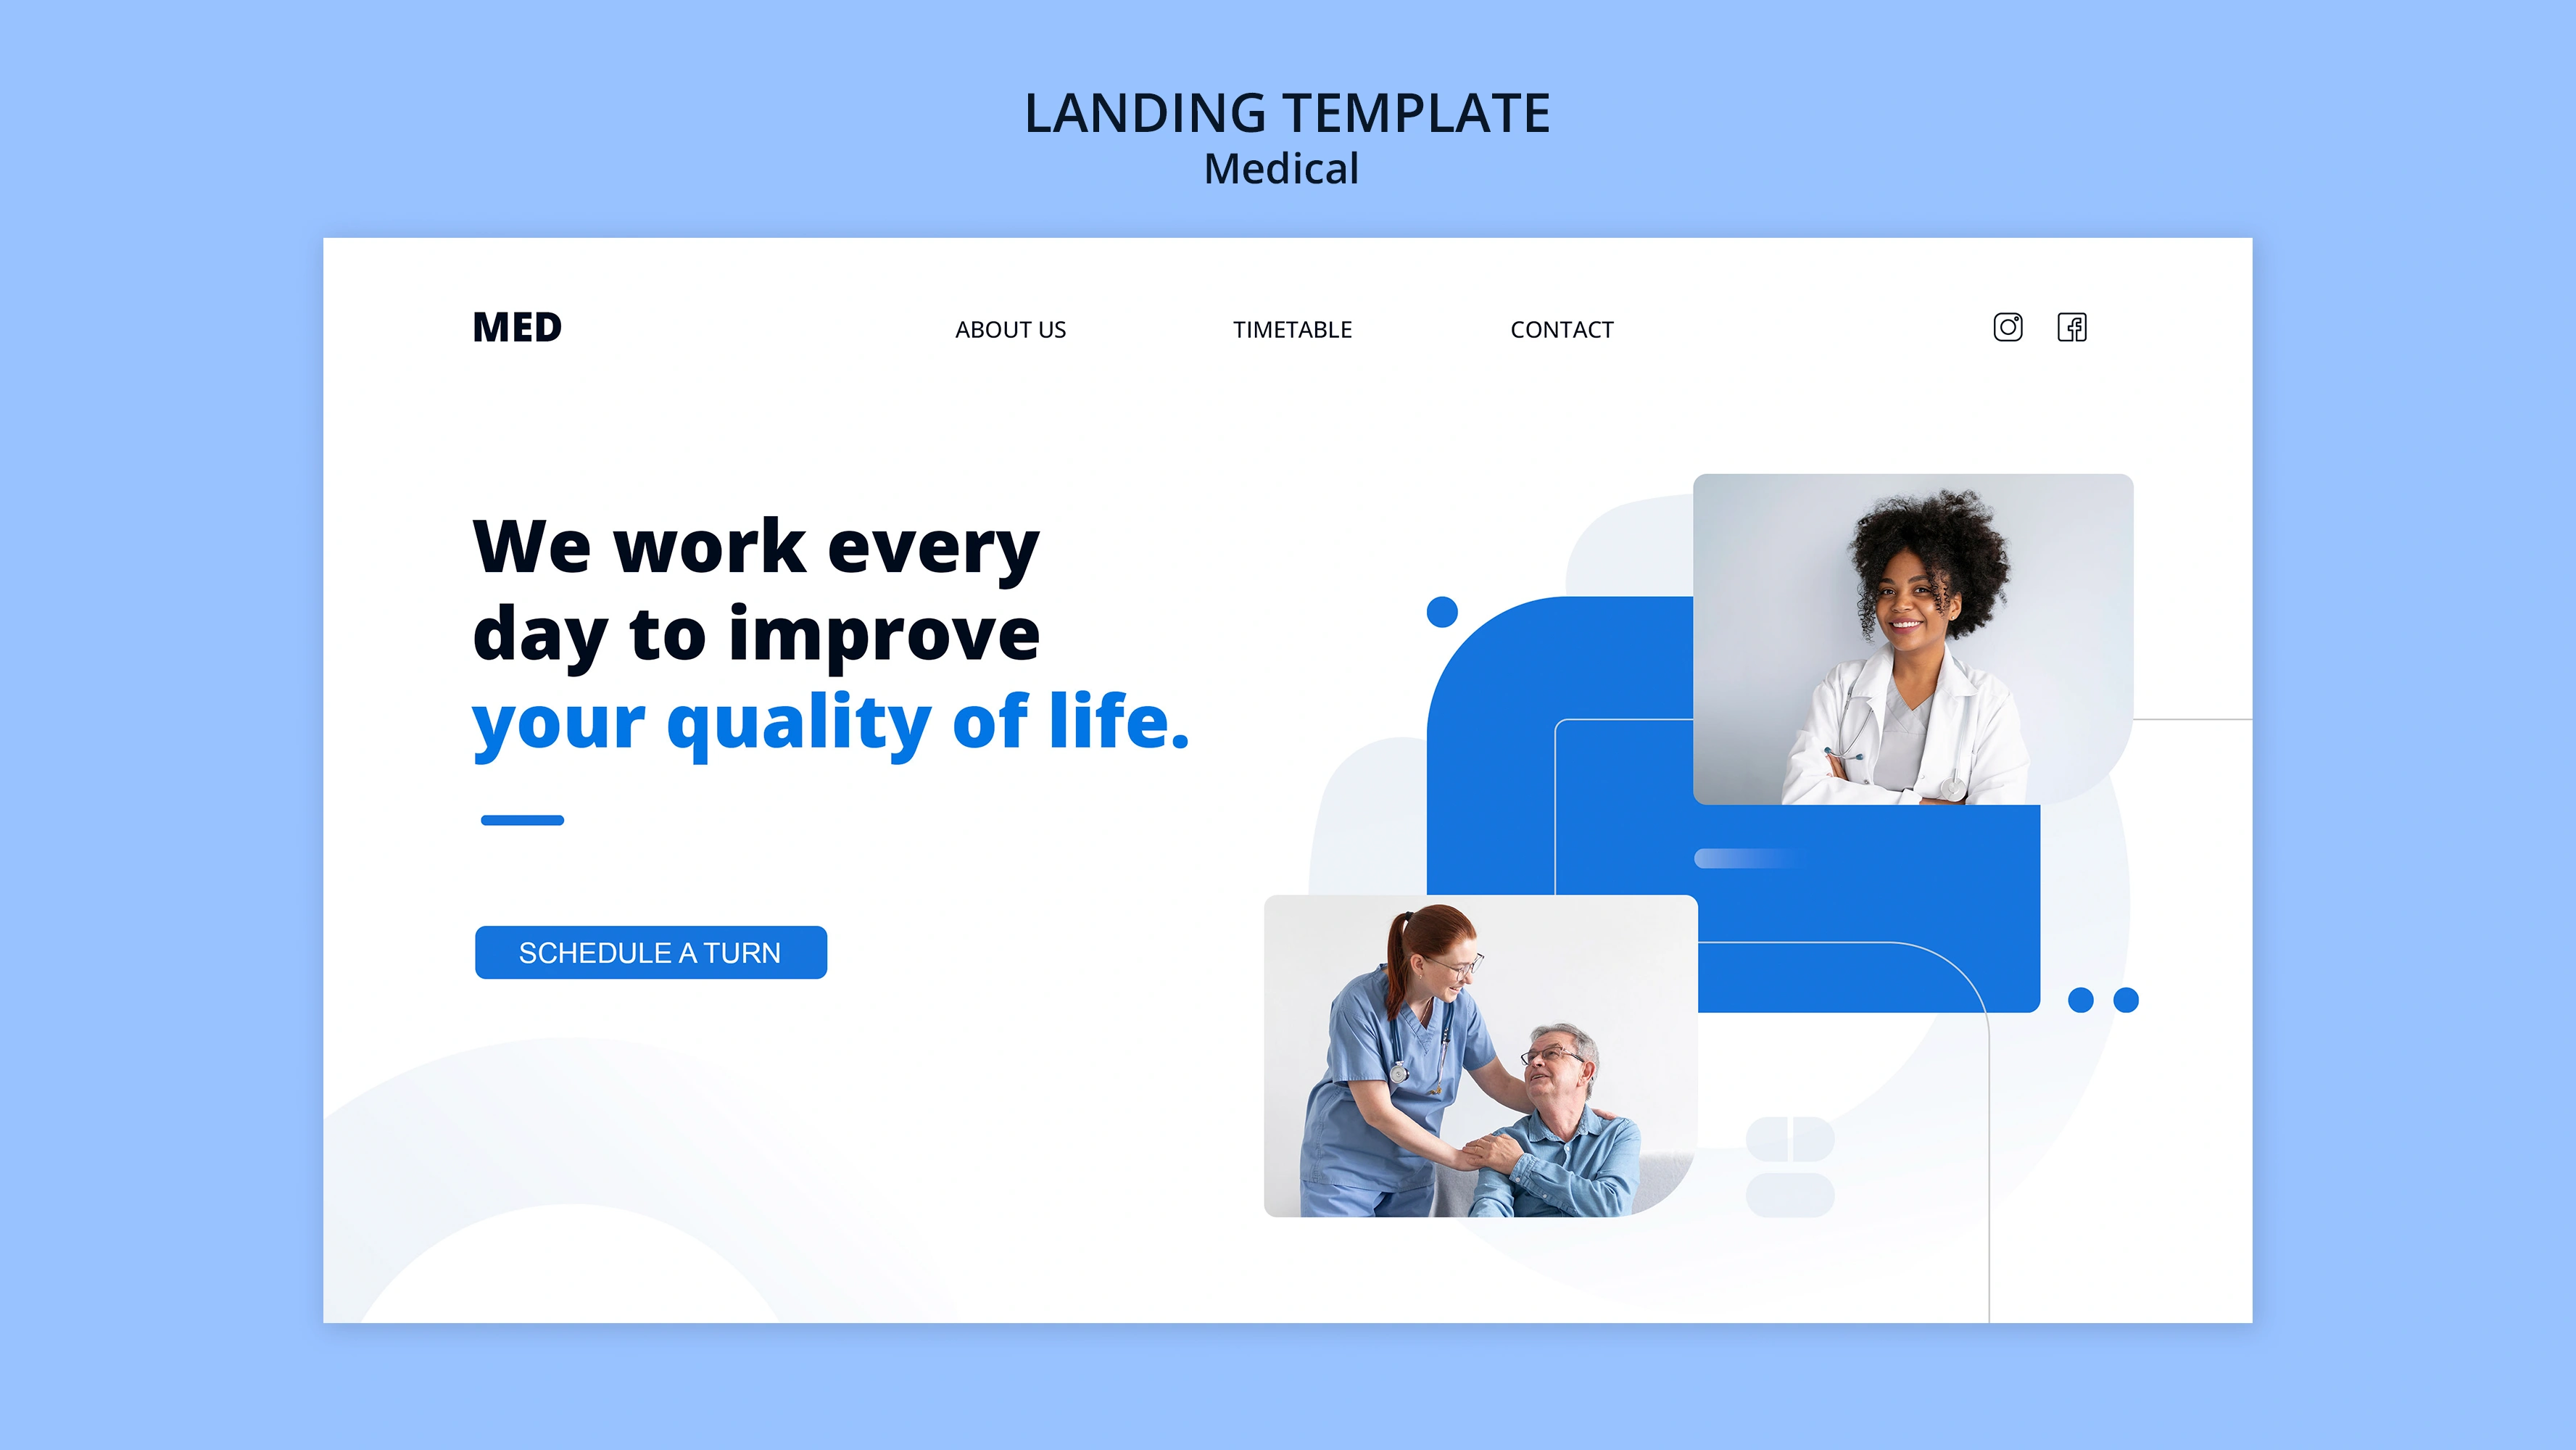 LANDING TEMPLATE
Medical
MED
ABOUT US
TIMETABLE
CONTACT
We work every
day to improve
your quality of life.
SCHEDULE A TURN